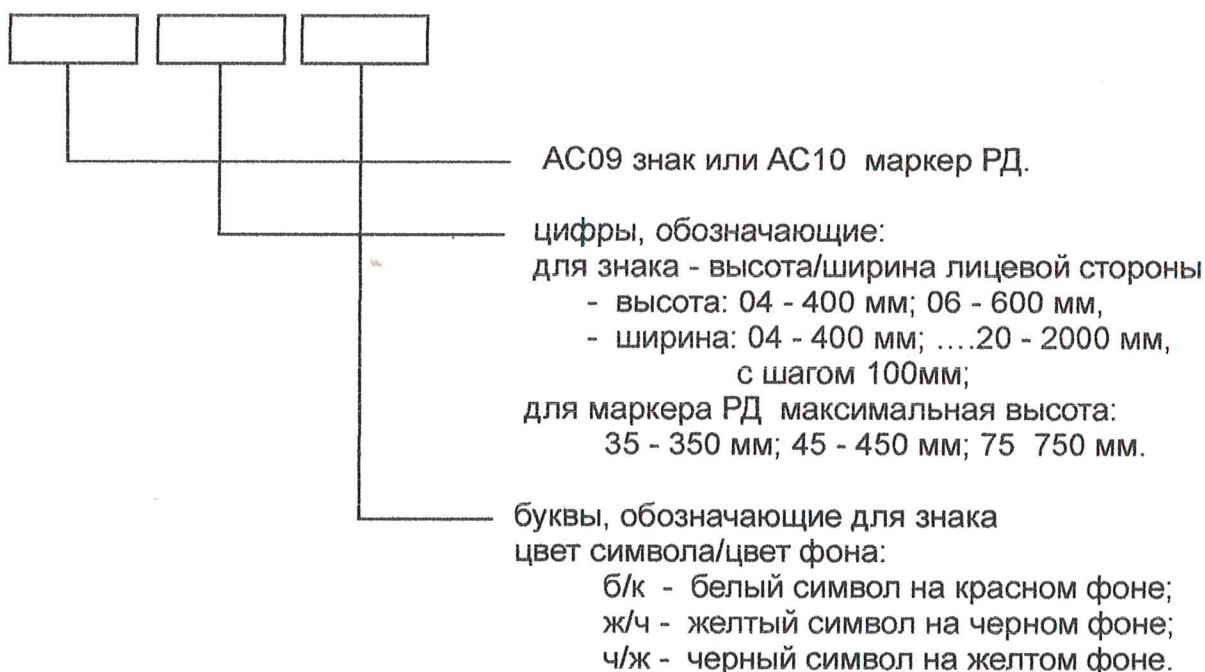 АС09 знак или АС10 маркер РД.
цифры, обозначающие:
для знака - высота/ширина лицевой стороны
- высота: 04 - 400 мм; 06 - 600 мм,
- ширина: 04 - 400 мм; ....20 - 2000 мм,
с шагом 100мм;
для маркера РД максимальная высота:
35 - 350 мм; 45 - 450 мм; 75 750 мм.
буквы, обозначающие для знака
цвет символа/цвет фона:
б/к - белый символ на красном фоне;
ж/ч - желтый символ на черном фоне;
ч/ж - черный символ на желтом фоне.